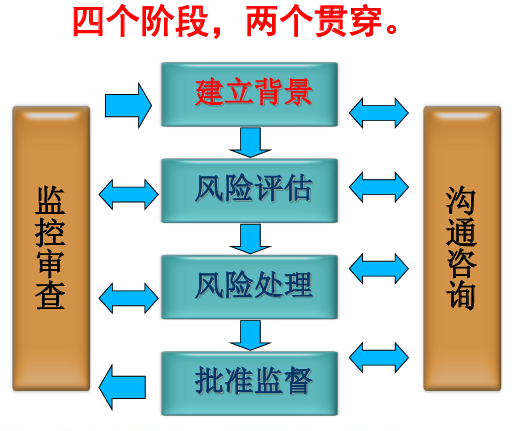 四个阶段，两个贯穿。
建立背景
风险评估
风险处理
批准监督
监控审查
沟通咨询